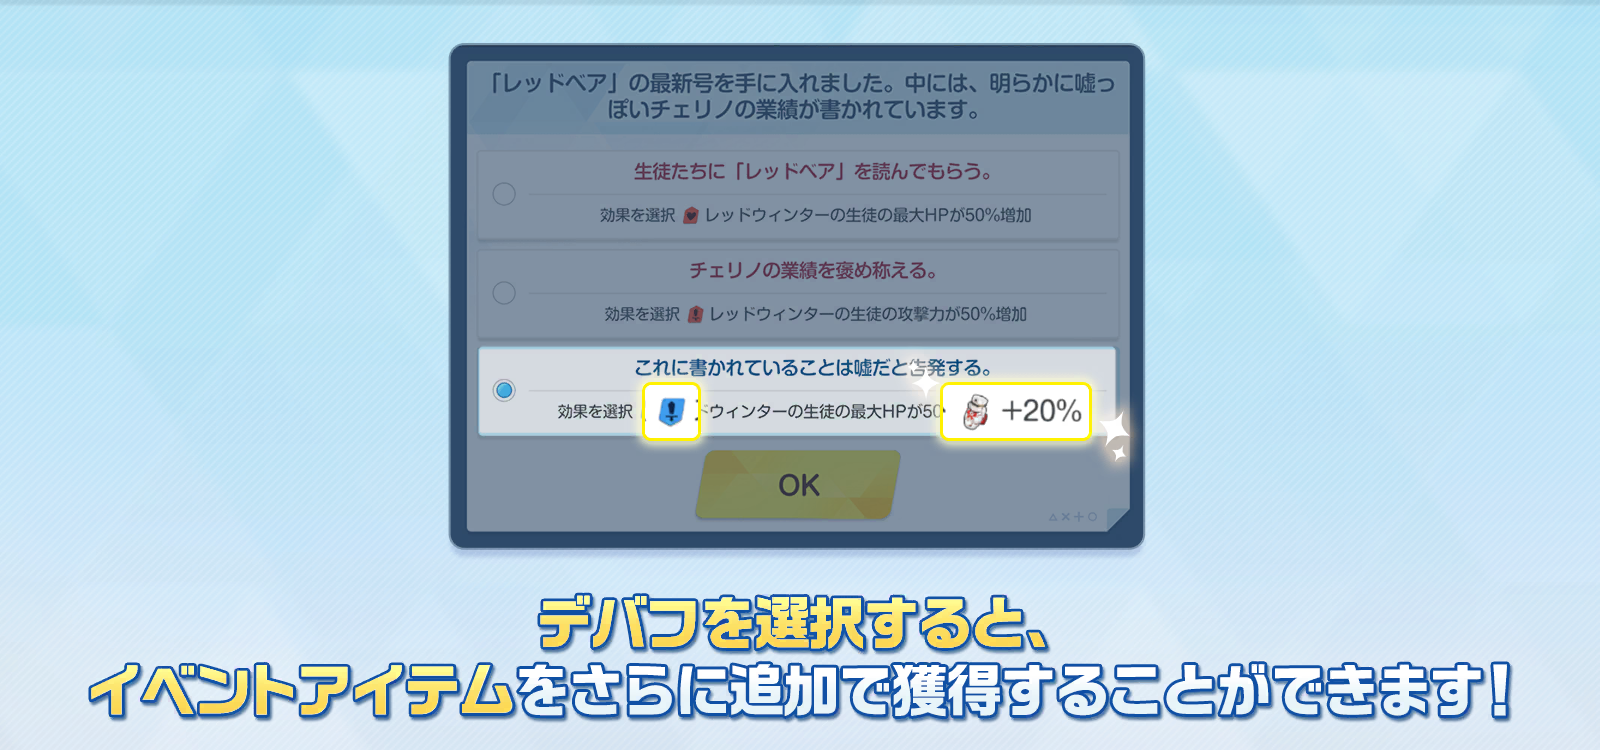 「レッドベア」の最新号を手に入れました。中には、明らかに嘘っ
ぽいチェリノの業績が書かれています。
生徒たちに「レッドベア」を読んでもらう。
効果を選択 レッドウィンターの生徒の最大HPが50%増加
チェリノの業績を褒め称える。
効果を選択 レッドウィンターの生徒の攻撃力が50%増加
これに書かれていることは嘘だと告発する。
効果を選択 ドウィンターの生徒の最大HPが50 +20%
OK
デバフを選択すると、
イベントアイテムをさらに追加で獲得することができます!